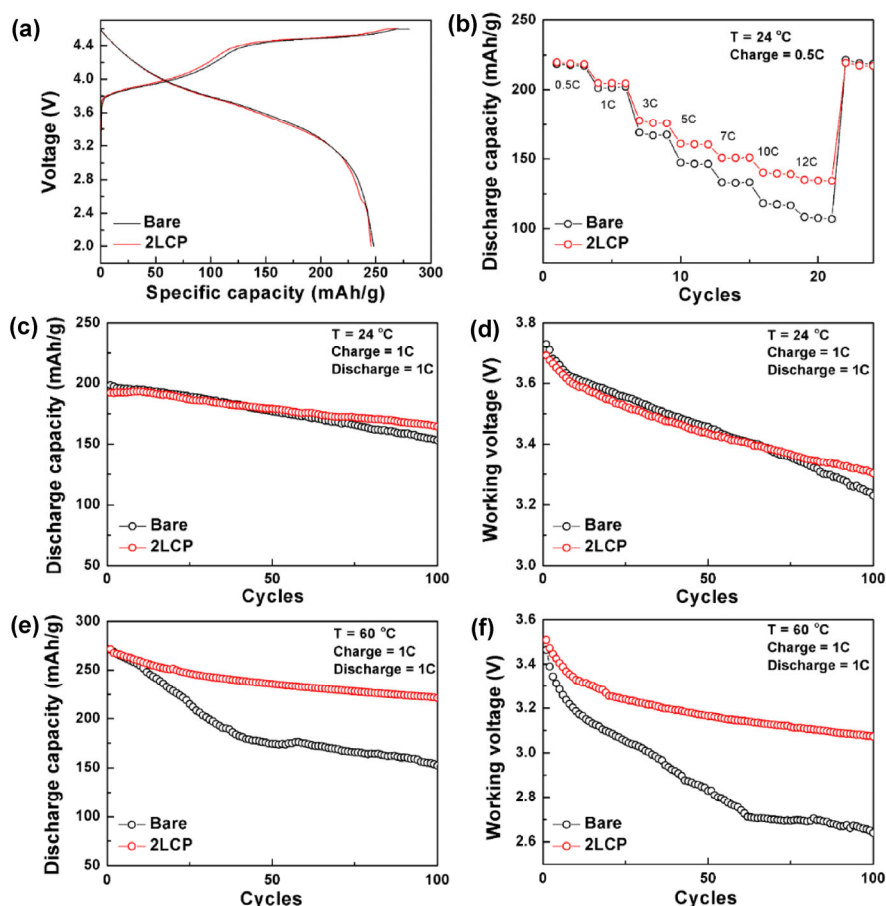 (a)
Voltage (V)
4.4
4.0
3.6
3.2
2.8
2.4
2.0
Bare
2LCP
0 50 100 150 200 250 300
Specific capacity (mAh/g)
(b)
Discharge capacity (mAh/g)
250
200
150
100
T = 24 °C
Charge = 0.5C
0.5C
1C
3C
5C
7C
10C
12C
Bare
2LCP
0 10 20
Cycles
(c)
Discharge capacity (mAh/g)
250
200
150
100
50
T = 24 °C
Charge = 1C
Discharge = 1C
Bare
2LCP
0 50 100
Cycles
(d)
Working voltage (V)
3.8
3.6
3.4
3.2
3.0
T = 24 °C
Charge = 1C
Discharge = 1C
Bare
2LCP
0 50 100
Cycles
(e)
Discharge capacity (mAh/g)
300
250
200
150
100
50
T = 60 °C
Charge = 1C
Discharge = 1C
Bare
2LCP
0 50 100
Cycles
(f)
Working voltage (V)
3.6
3.4
3.2
3.0
2.8
2.6
T = 60 °C
Charge = 1C
Discharge = 1C
Bare
2LCP
0 50 100
Cycles